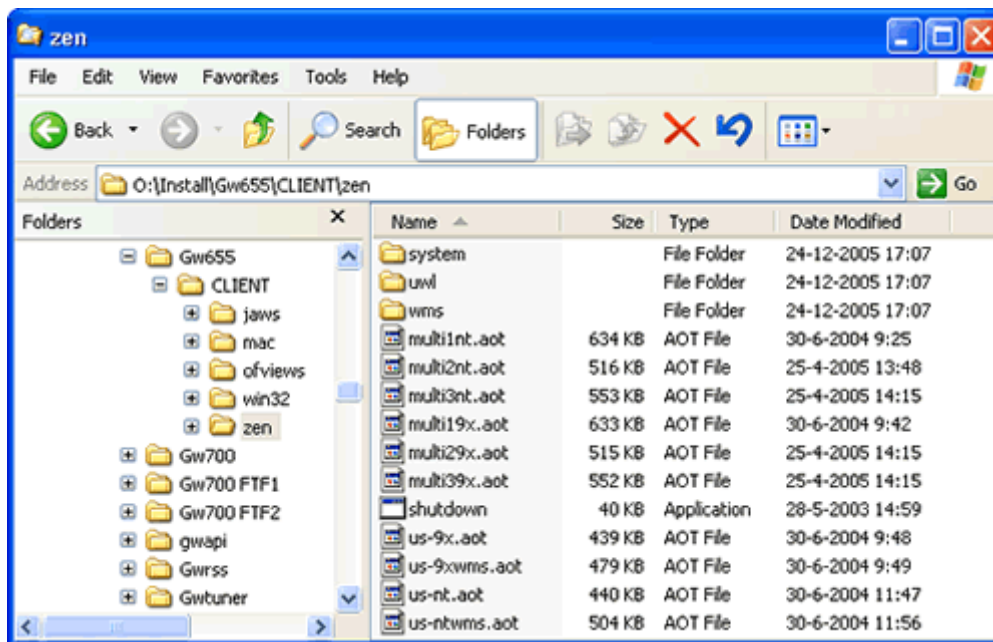 zen
File Edit View Favorites Tools Help
Back Search Folders
Address O:\Install\Gw655\CLIENT\zen Go
Folders
Gw655
CLIENT
jaws
mac
ofviews
win32
zen
Gw700
Gw700 FTF1
Gw700 FTF2
gwapi
Gwrss
Gwtuner
Name Size Type Date Modified
system File Folder 24-12-2005 17:07
uwl File Folder 24-12-2005 17:07
wms File Folder 24-12-2005 17:07
multi1nt.aot 634 KB AOT File 30-6-2004 9:25
multi2nt.aot 516 KB AOT File 25-4-2005 13:48
multi3nt.aot 553 KB AOT File 25-4-2005 14:15
multi19x.aot 633 KB AOT File 30-6-2004 9:42
multi29x.aot 515 KB AOT File 25-4-2005 14:15
multi39x.aot 552 KB AOT File 25-4-2005 14:15
shutdown 40 KB Application 28-5-2003 14:59
us-9x.aot 439 KB AOT File 30-6-2004 9:48
us-9xwms.aot 479 KB AOT File 30-6-2004 9:49
us-nt.aot 440 KB AOT File 30-6-2004 11:47
us-ntwms.aot 504 KB AOT File 30-6-2004 11:56